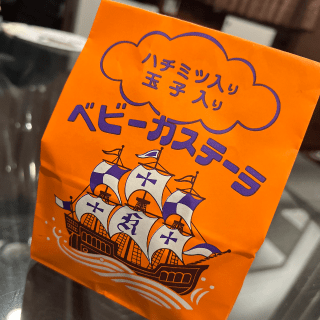 ハチミツ入り
玉子入り
ベビーカステーラ